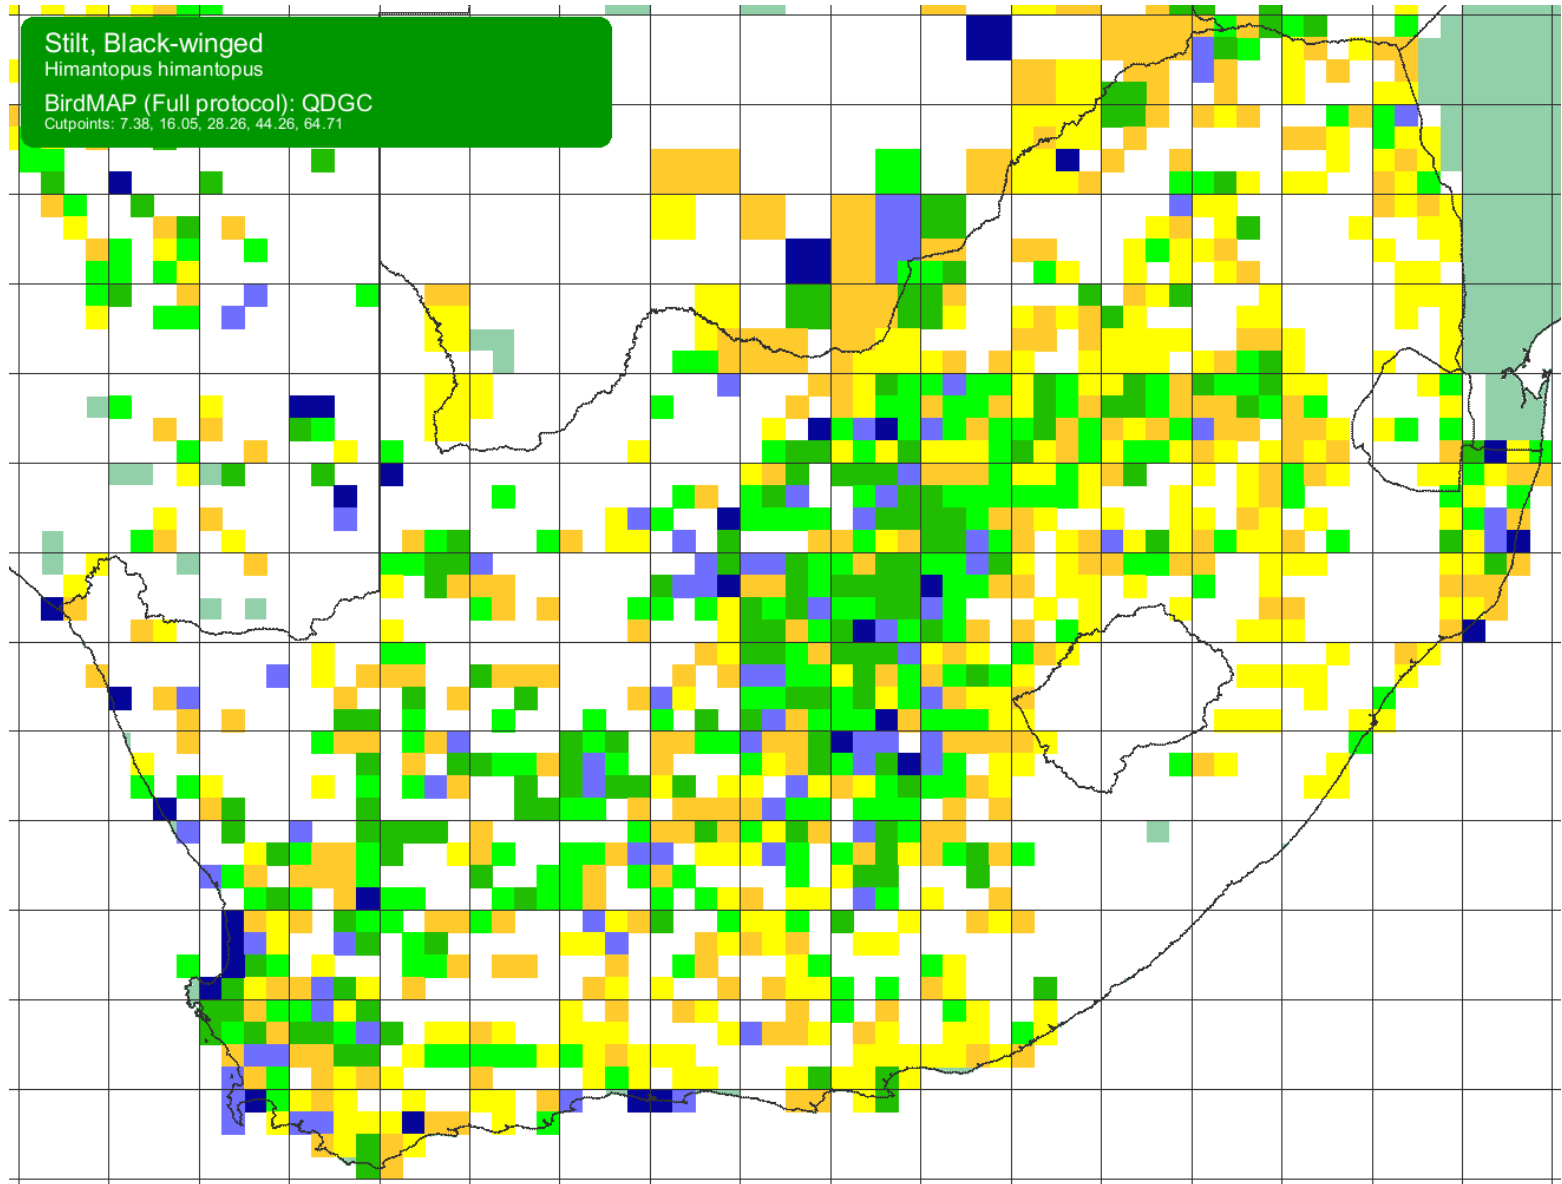 Stilt, Black-winged
Himantopus himantopus
BirdMAP (Full protocol): QDGC
Cutpoints: 7.38, 16.05, 28.26, 44.26, 64.71